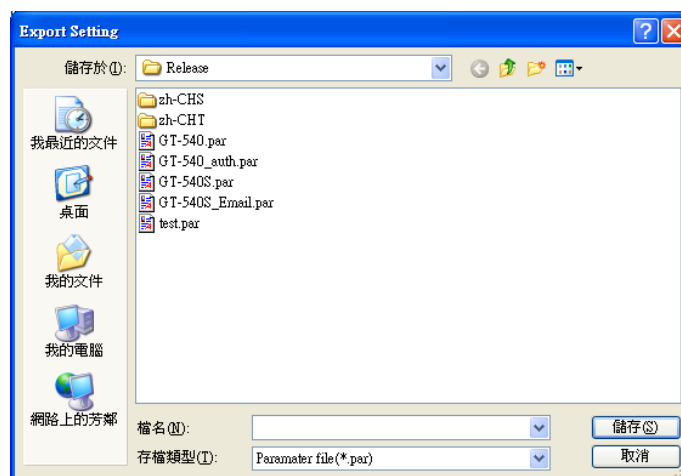 Export Setting
儲存於(I):
Release
我最近的文件
桌面
我的文件
我的電腦
網路上的芳鄰
zh-CHS
zh-CHT
GT-540.par
GT-540_auth.par
GT-540S.par
GT-540S_Email.par
test.par
檔名(N):
儲存(S)
存檔類型(T):
Paramater file(*.par)
取消